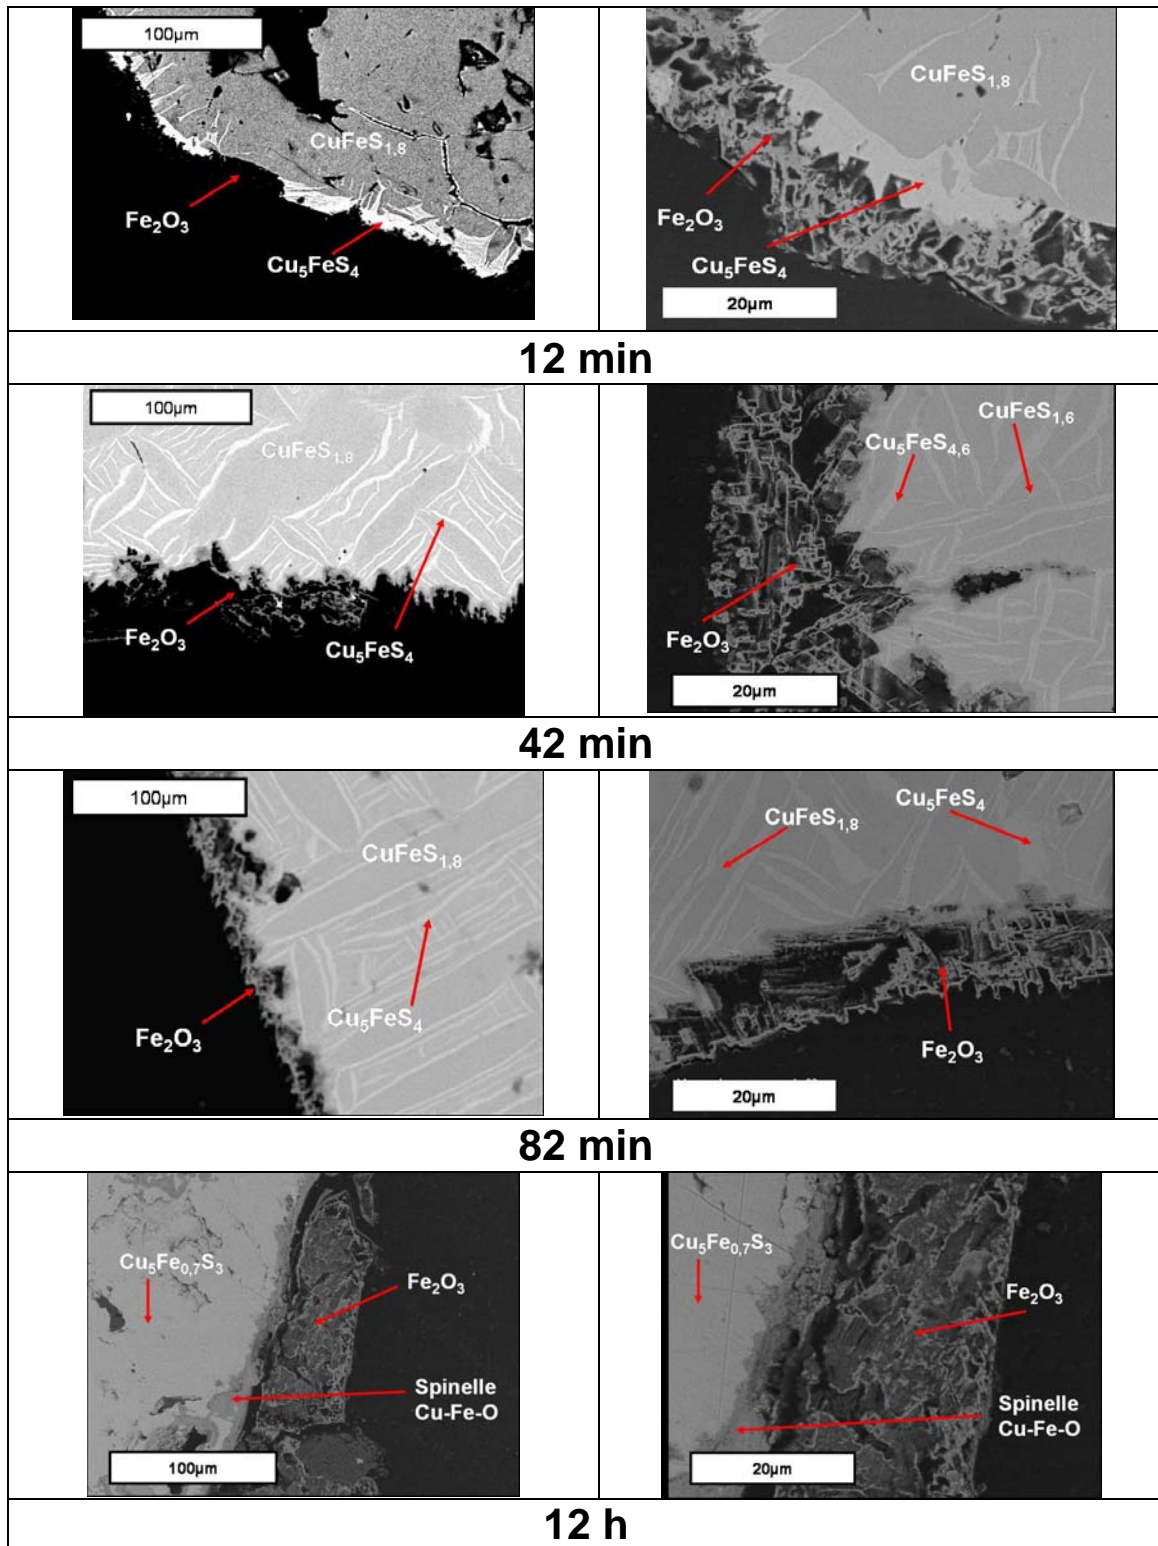 100µm
CuFeS1,8
Fe2O3
Cu5FeS4
CuFeS1,8
Fe2O3
Cu5FeS4
20µm
12 min
100µm
CuFeS1,8
Fe2O3
Cu5FeS4
CuFeS1,6
Cu5FeS4,6
Fe2O3
20µm
42 min
100µm
CuFeS1,8
Cu5FeS4
Fe2O3
Cu5FeS4
CuFeS1,8
Fe2O3
20µm
82 min
Cu5Fe0,7S3
Fe2O3
Spinelle
Cu-Fe-O
100µm
Cu5Fe0,7S3
Fe2O3
Spinelle
Cu-Fe-O
20µm
12 h